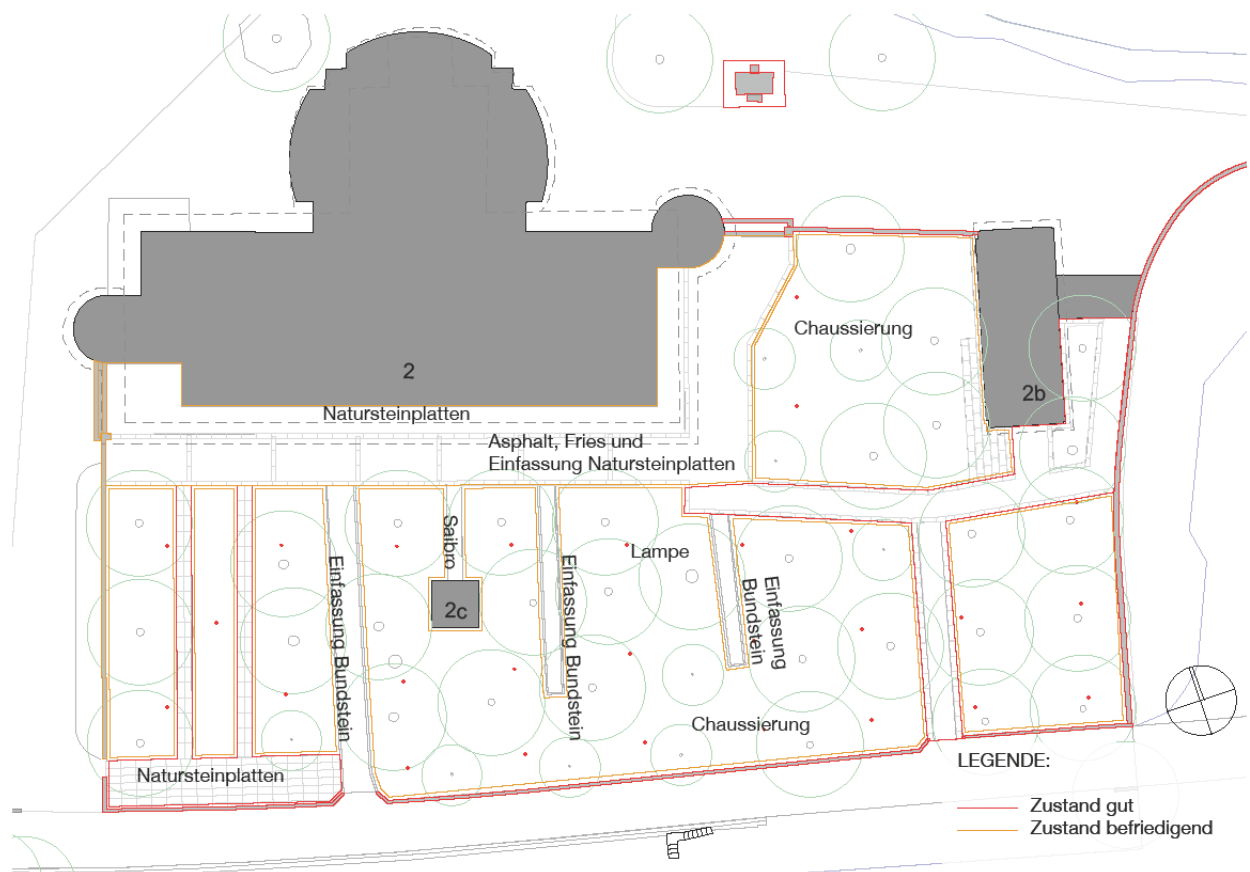 Chaussierung
2
2b
Natursteinplatten
Asphalt, Fries und
Einfassung Natursteinplatten
Saibro
Lampe
Einfassung Bundstein
2c
Einfassung Bundstein
Einfassung
Bundstein
Chaussierung
Natursteinplatten
LEGENDE:
Zustand gut
Zustand befriedigend